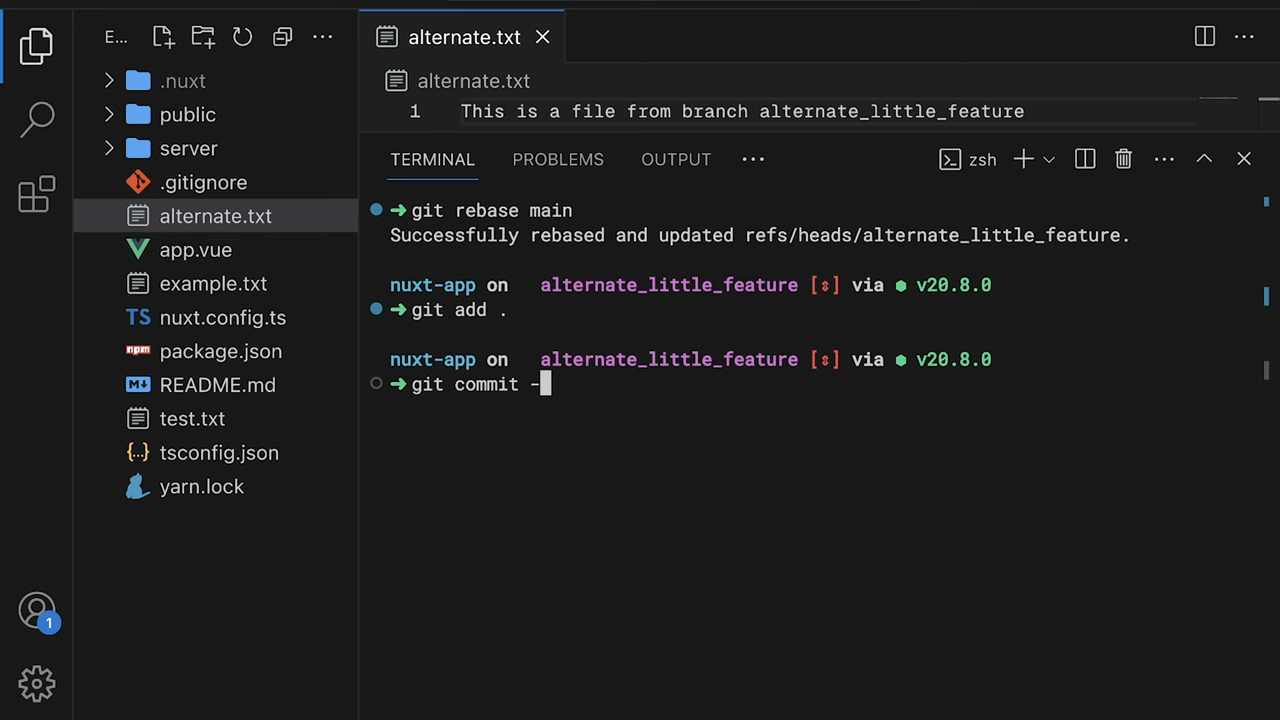 E...
.nuxt
public
server
.gitignore
alternate.txt
app.vue
example.txt
TS nuxt.config.ts
npm package.json
M README.md
test.txt
{..} tsconfig.json
yarn.lock
1
alternate.txt
alternate.txt
1 This is a file from branch alternate_little_feature
TERMINAL PROBLEMS OUTPUT ... zsh
git rebase main
Successfully rebased and updated refs/heads/alternate_little_feature.
nuxt-app on alternate_little_feature [⇕] via v20.8.0
git add .
nuxt-app on alternate_little_feature [⇕] via v20.8.0
git commit -